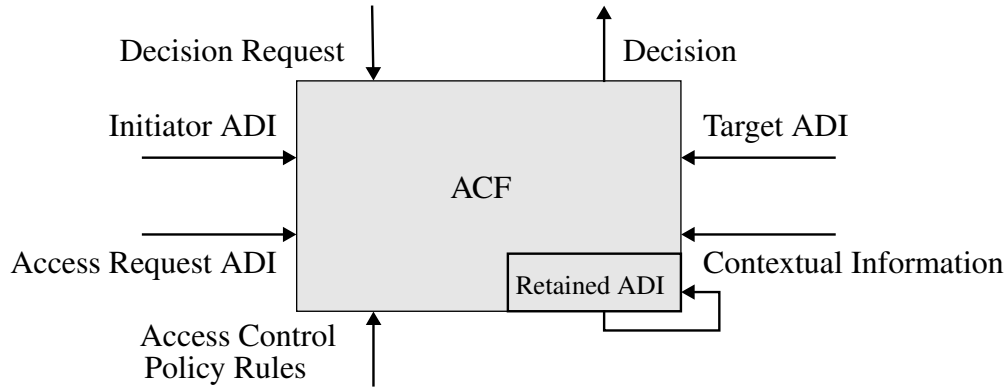 Decision Request
Decision
Initiator ADI
Target ADI
ACF
Access Request ADI
Contextual Information
Retained ADI
Access Control
Policy Rules